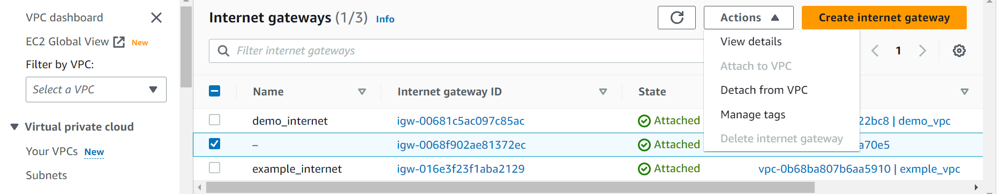 VPC dashboard
EC2 Global View New
Filter by VPC:
Select a VPC
Virtual private cloud
Your VPCs New
Subnets
Internet gateways (1/3) Info
Actions
Create internet gateway
Filter internet gateways
1
View details
Attach to VPC
Detach from VPC
Manage tags
Delete internet gateway
Name Internet gateway ID State
demo_internet igw-00681c5ac097c85ac Attached 22bc8 | demo_vpc
– igw-0068f902ae81372ec Attached a70e5
example_internet igw-016e3f23f1aba2129 Attached vpc-0b68ba807b6aa5910 | exmple_vpc